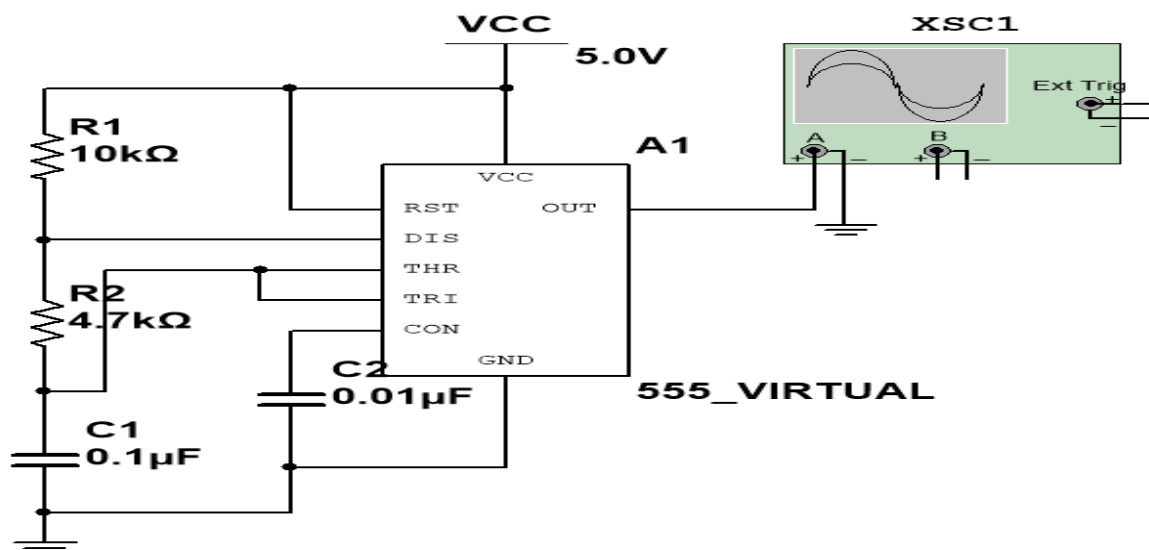 VCC
5.0V
XSC1
Ext Trig
+
−
A
B
+
−
+
−
R1
10kΩ
A1
VCC
RST
OUT
DIS
THR
TRI
CON
GND
R2
4.7kΩ
C2
0.01µF
555_VIRTUAL
C1
0.1µF